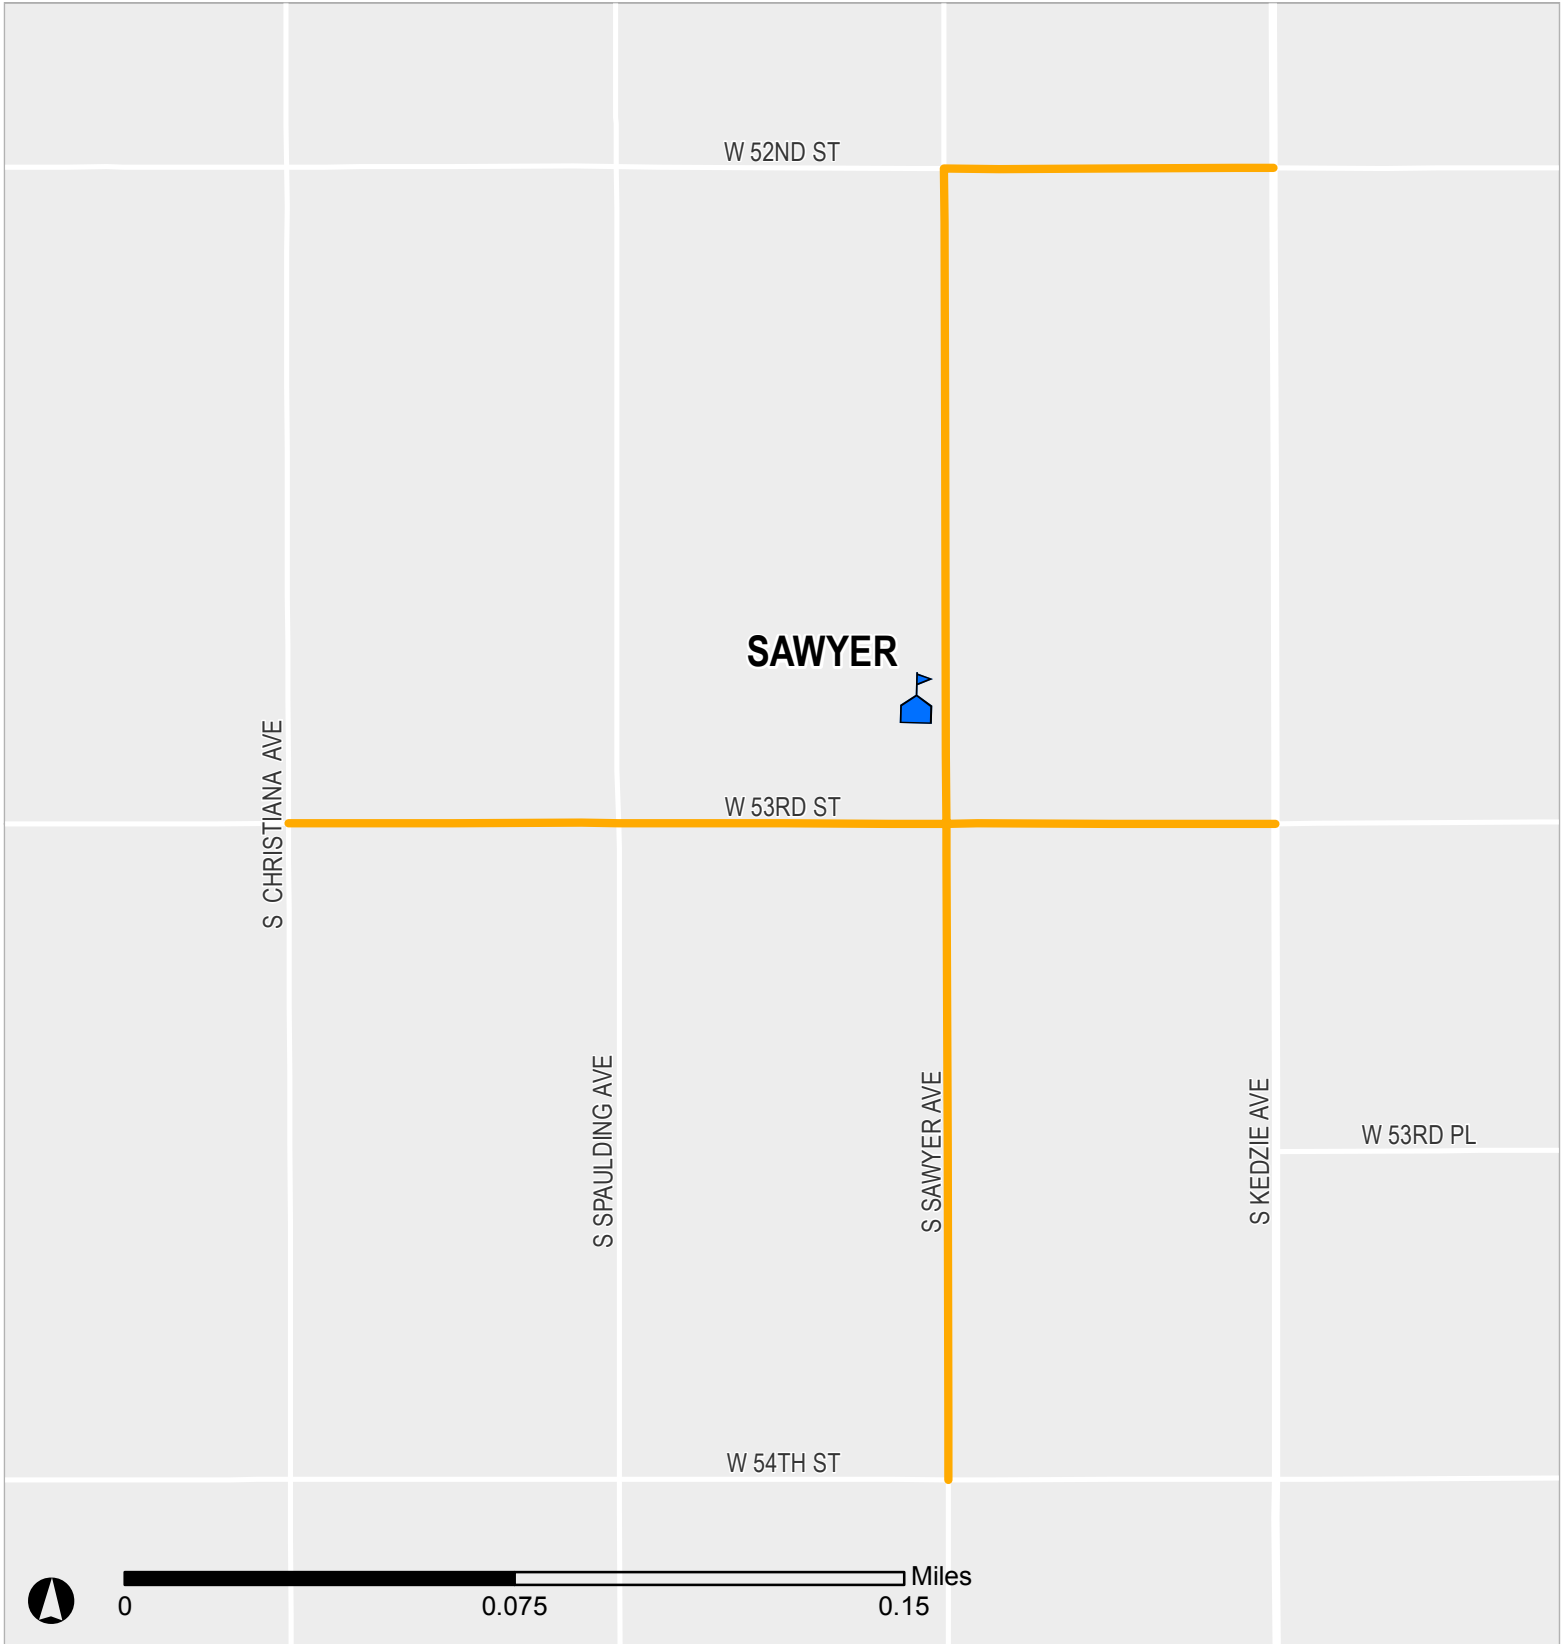 W 52ND ST
SAWYER
W 53RD ST
S CHRISTIANA AVE
S SPAULDING AVE
S SAWYER AVE
S KEDZIE AVE
W 53RD PL
W 54TH ST
Miles
0 0.075 0.15